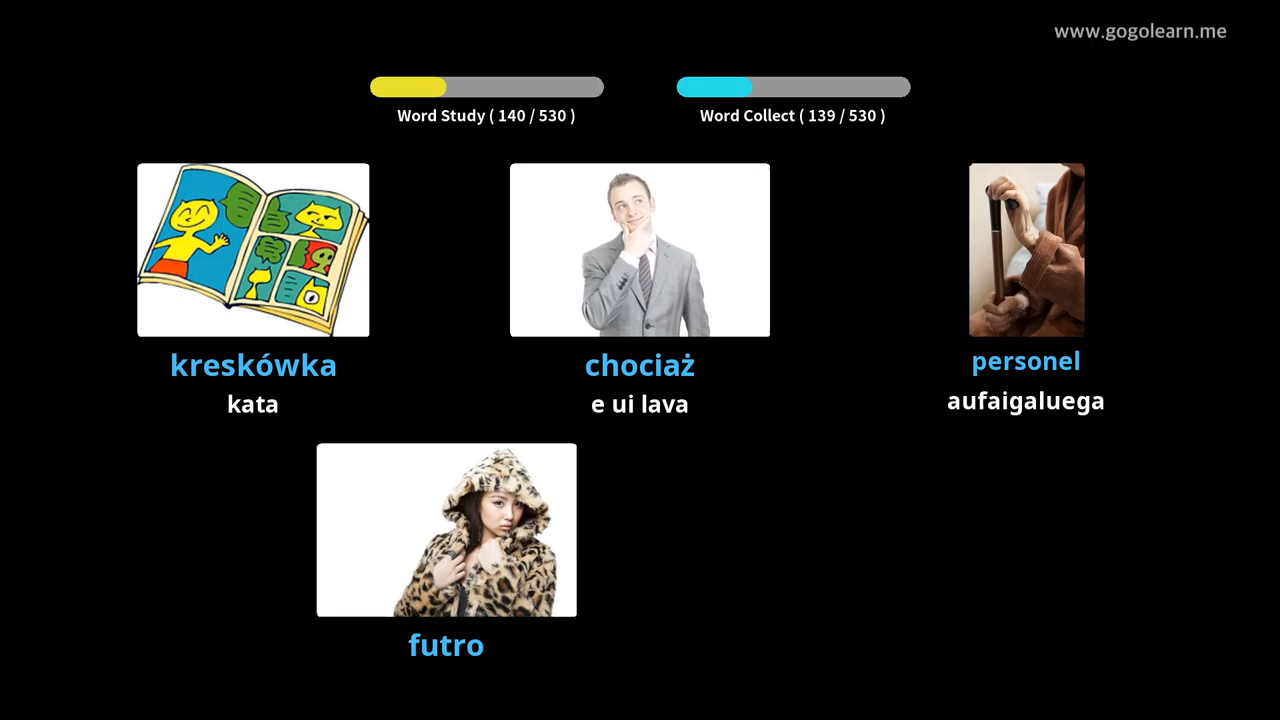 www.gogolearn.me
Word Study ( 140 / 530 )
Word Collect ( 139 / 530 )
kreskówka
kata
chociaż
e ui lava
personel
aufaigaluega
futro